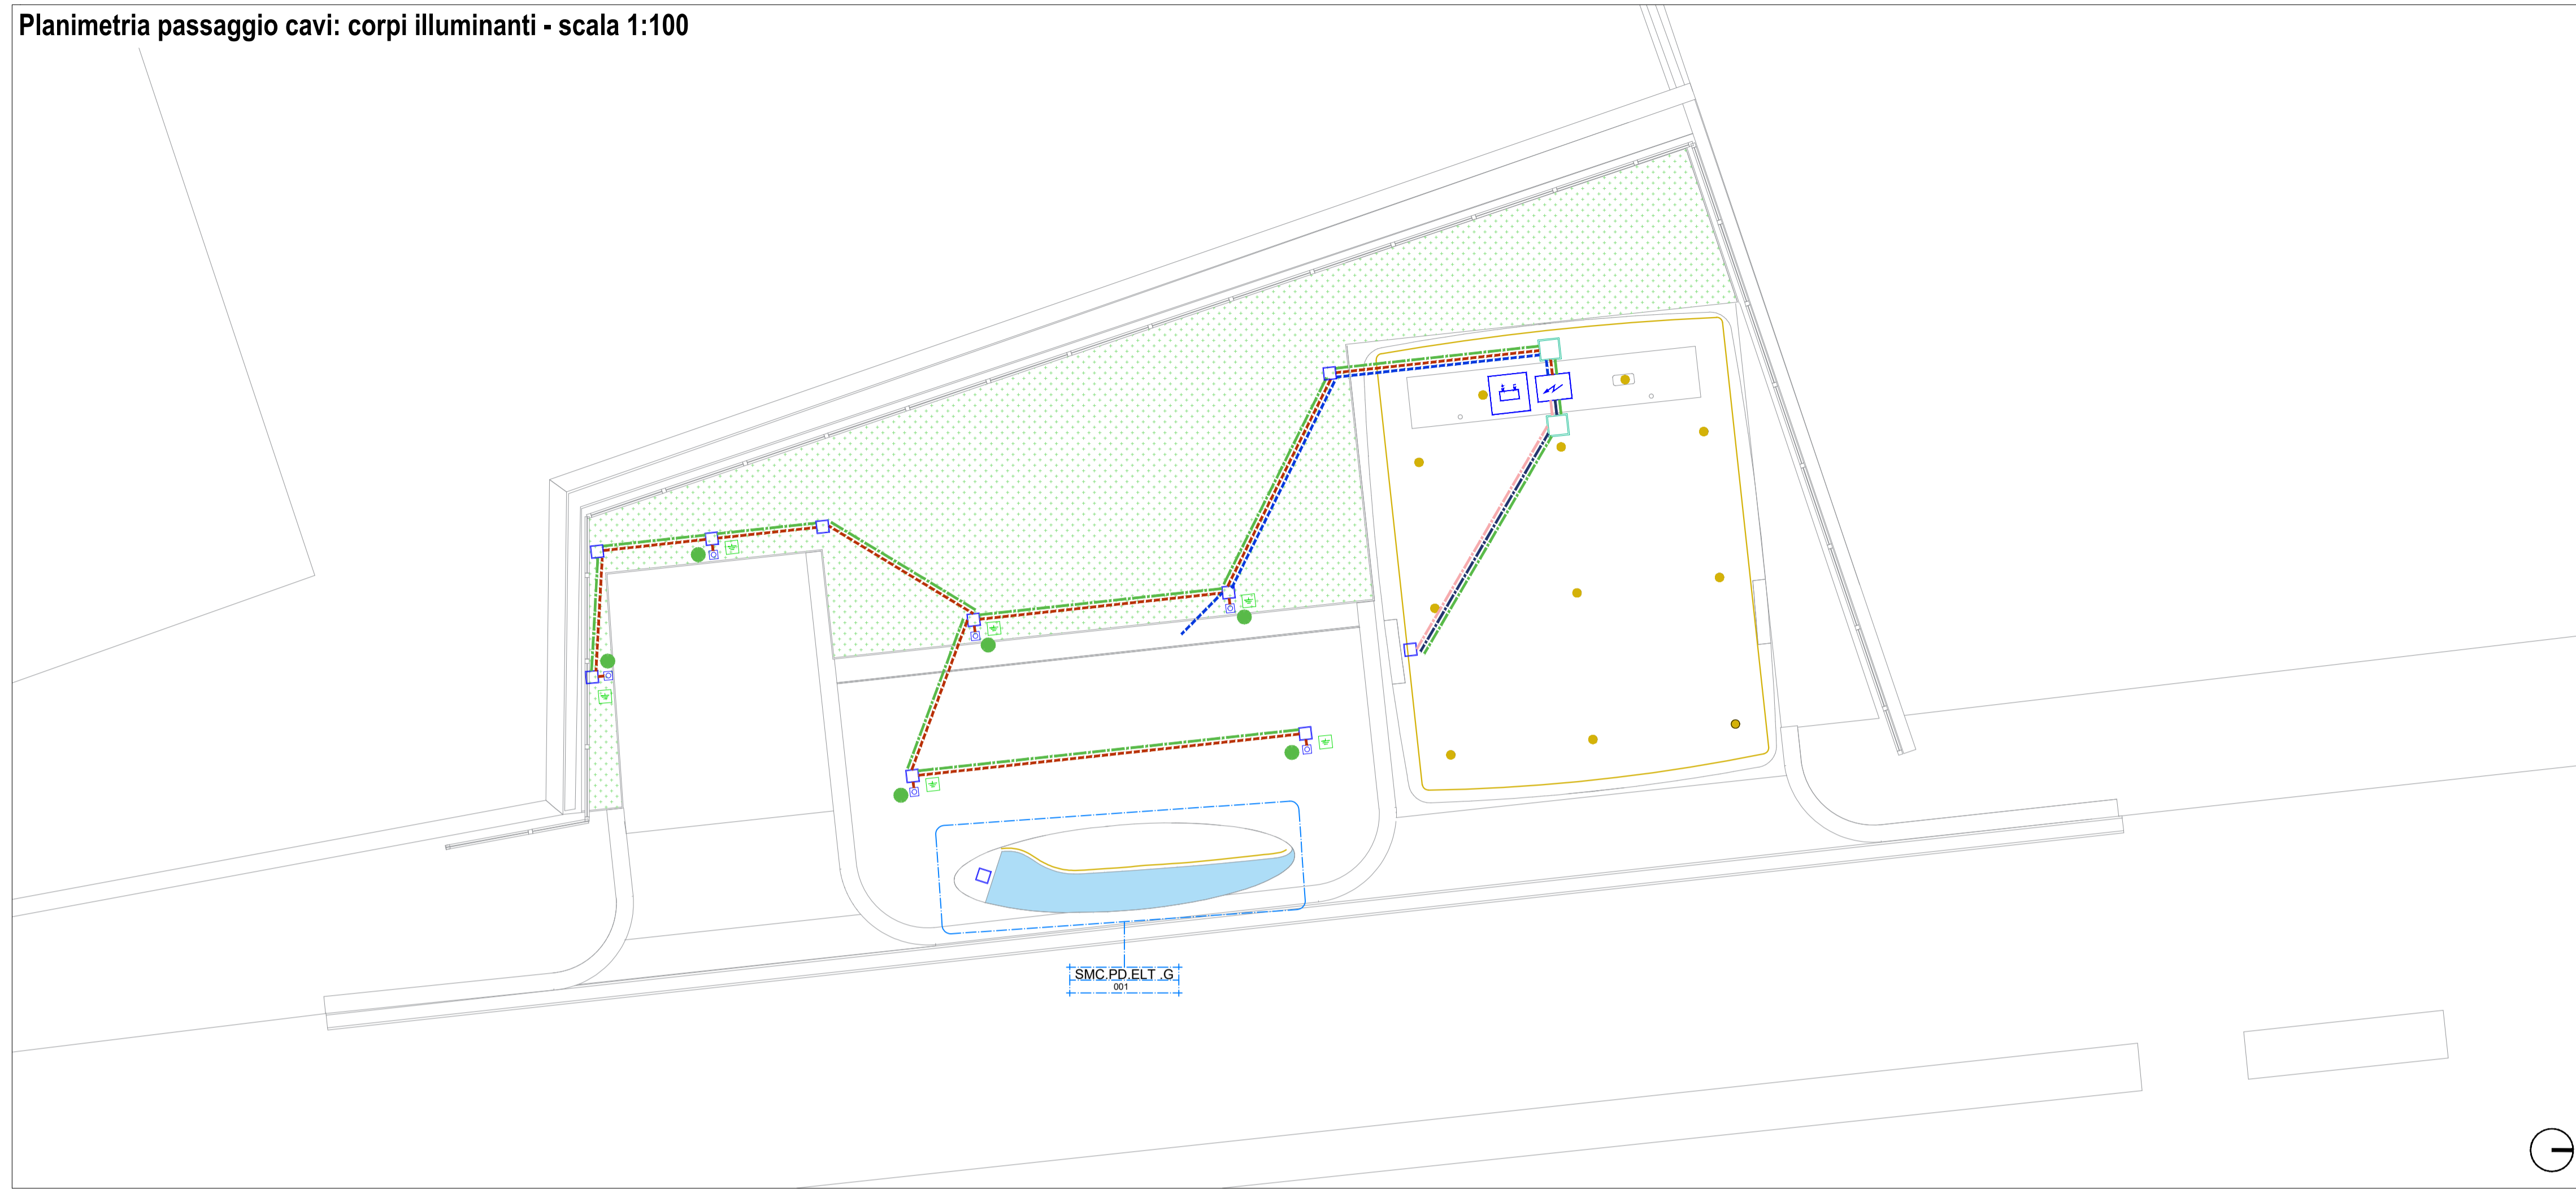 Planimetria passaggio cavi: corpi illuminanti - scala 1:100
SMC.PD.ELT .G
001